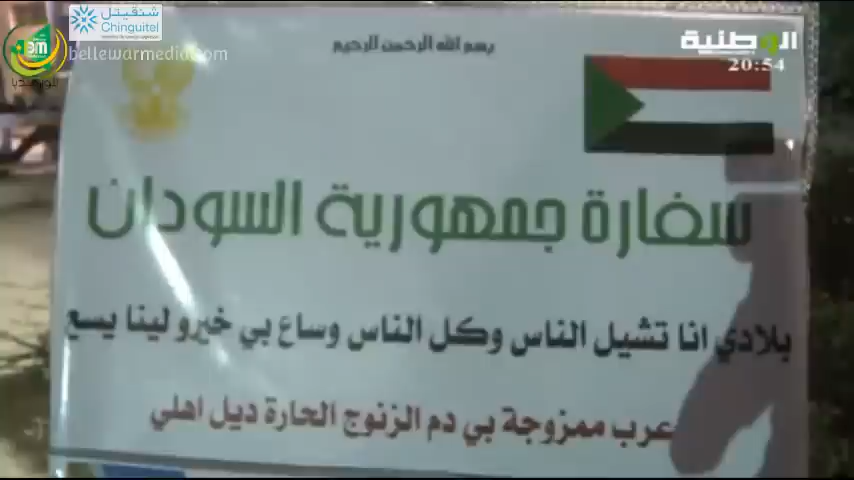 شنقيتل
Chinguitel
bellewarmedia.com
الوطنية
20:54
بسم الله الرحمن الرحيم
سفارة جمهورية السودان
بلادي انا تشيل الناس وكل الناس وساع بي خيرو لينا يسع
عرب ممزوجة بي دم الزنوج الحارة ديل اهلي